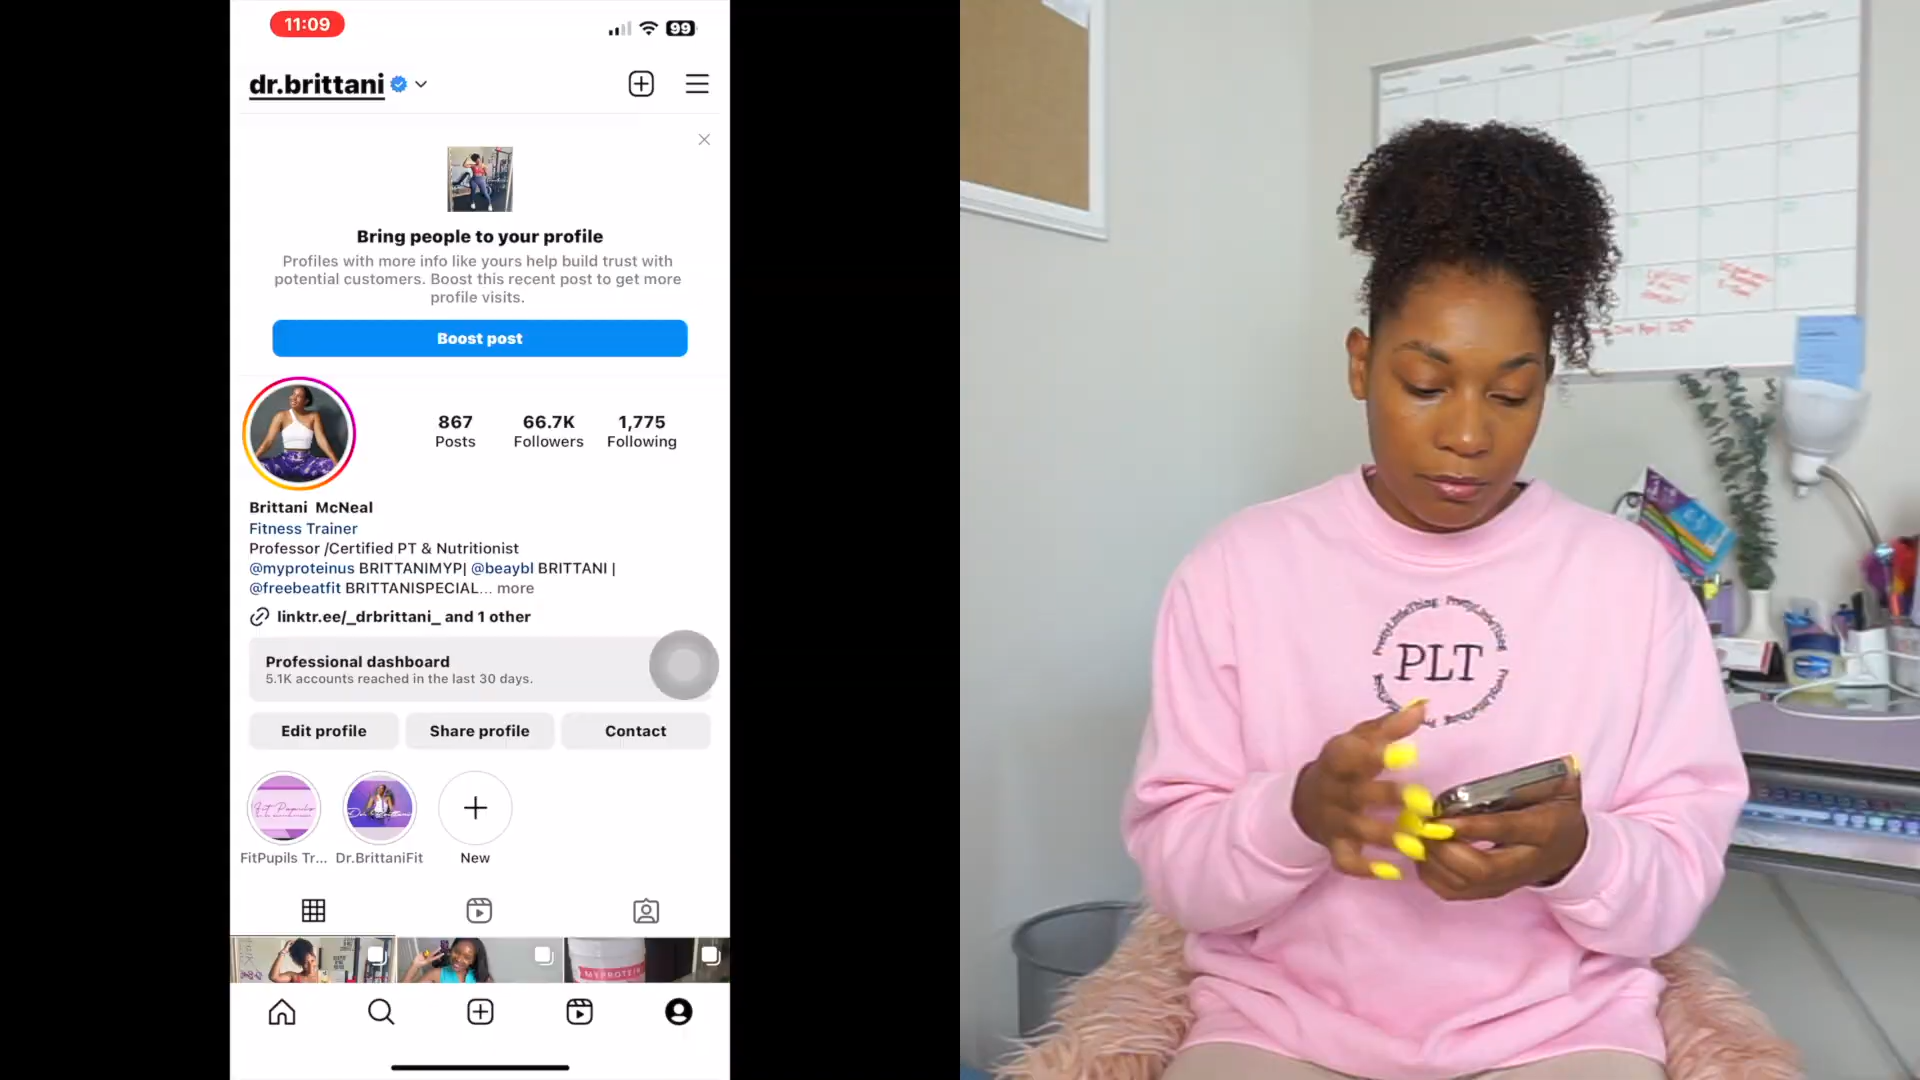 11:09
99
dr.brittani
Bring people to your profile
Profiles with more info like yours help build trust with
potential customers. Boost this recent post to get more
profile visits.
Boost post
867
Posts
66.7K
Followers
1,775
Following
Brittani McNeal
Fitness Trainer
Professor /Certified PT & Nutritionist
@myproteinus BRITTANIMYP| @beaybl BRITTANI |
@freebeatfit BRITTANISPECIAL... more
linktr.ee/_drbrittani_ and 1 other
Professional dashboard
5.1K accounts reached in the last 30 days.
Edit profile
Share profile
Contact
FitPupils Tr...
Dr.BrittaniFit
New
MYPROTEIN
PrettyLittleThing PrettyLittleThing
PLT